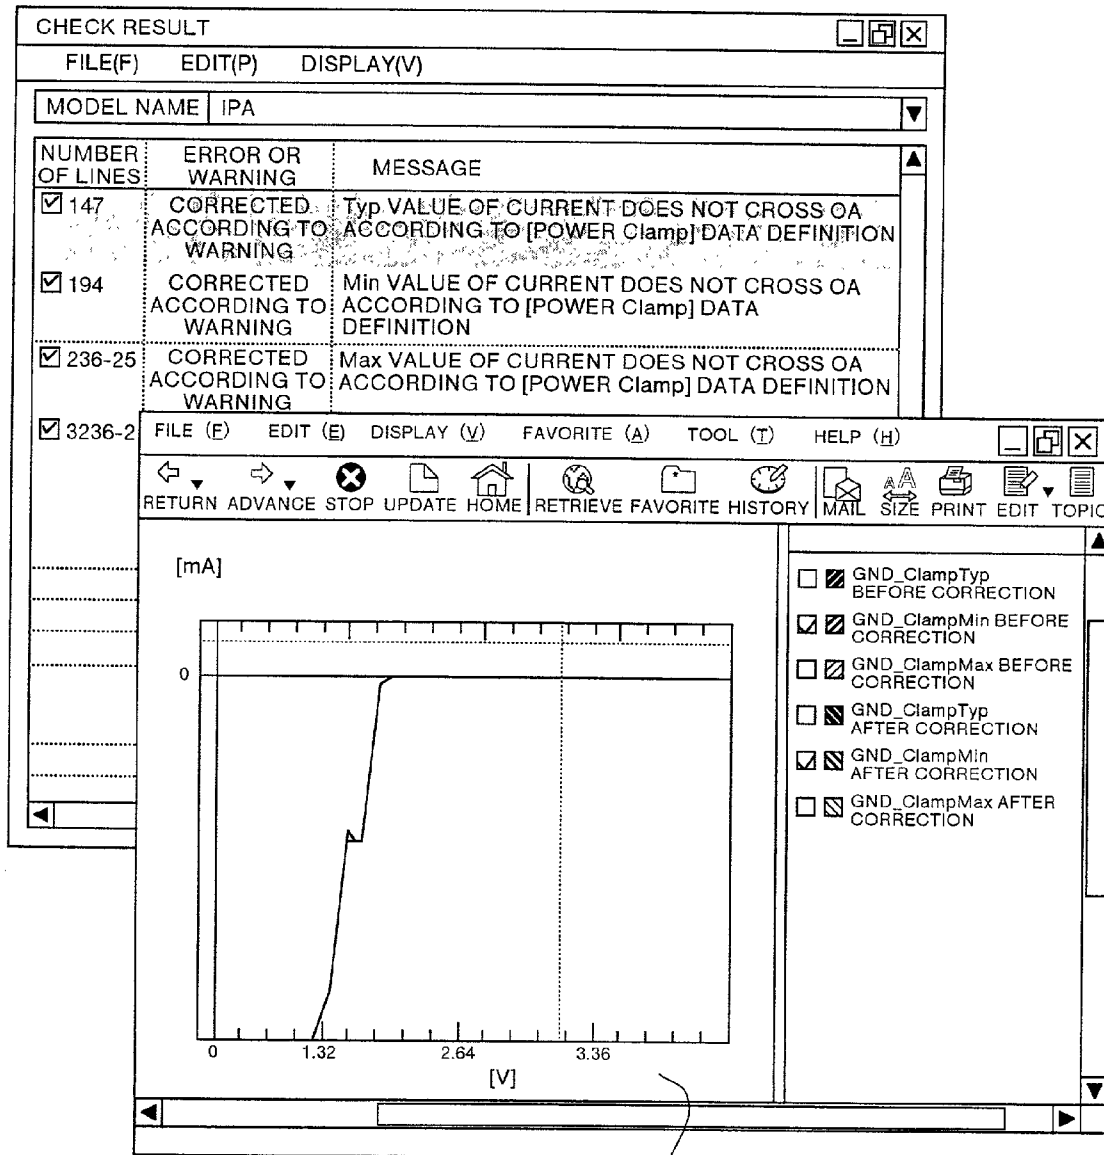 CHECK RESULT
FILE(F) EDIT(P) DISPLAY(V)
MODEL NAME IPA
NUMBER OF LINES
ERROR OR WARNING
MESSAGE
147
CORRECTED
ACCORDING TO
WARNING
Typ VALUE OF CURRENT DOES NOT CROSS OA
ACCORDING TO [POWER Clamp] DATA DEFINITION
194
CORRECTED
ACCORDING TO
WARNING
Min VALUE OF CURRENT DOES NOT CROSS OA
ACCORDING TO [POWER Clamp] DATA
DEFINITION
236-25
CORRECTED
ACCORDING TO
WARNING
Max VALUE OF CURRENT DOES NOT CROSS OA
ACCORDING TO [POWER Clamp] DATA DEFINITION
3236-2
FILE (F) EDIT (E) DISPLAY (V) FAVORITE (A) TOOL (T) HELP (H)
RETURN ADVANCE STOP UPDATE HOME RETRIEVE FAVORITE HISTORY MAIL SIZE PRINT EDIT TOPIC
[mA]
0
0 1.32 2.64 3.36
[V]
GND_ClampTyp
BEFORE CORRECTION
GND_ClampMin BEFORE
CORRECTION
GND_ClampMax BEFORE
CORRECTION
GND_ClampTyp
AFTER CORRECTION
GND_ClampMin
AFTER CORRECTION
GND_ClampMax AFTER
CORRECTION